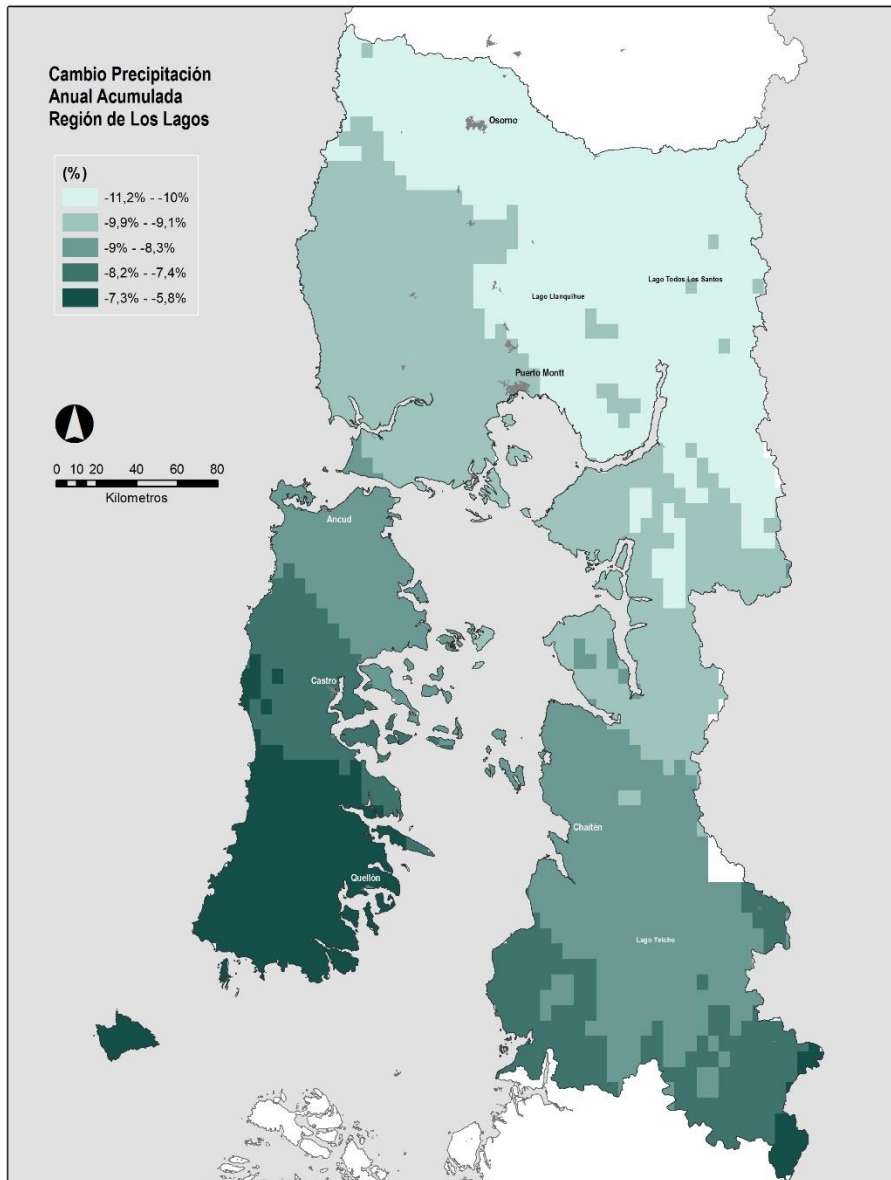 Cambio Precipitación
Anual Acumulada
Región de Los Lagos
(%)
-11,2% - -10%
-9,9% - -9,1%
-9% - -8,3%
-8,2% - -7,4%
-7,3% - -5,8%
0 10 20 40 60 80
Kilometros
Osorno
Lago Todos Los Santos
Lago Llanquihue
Puerto Montt
Ancud
Castro
Chaitén
Quellón
Lago Yelcho